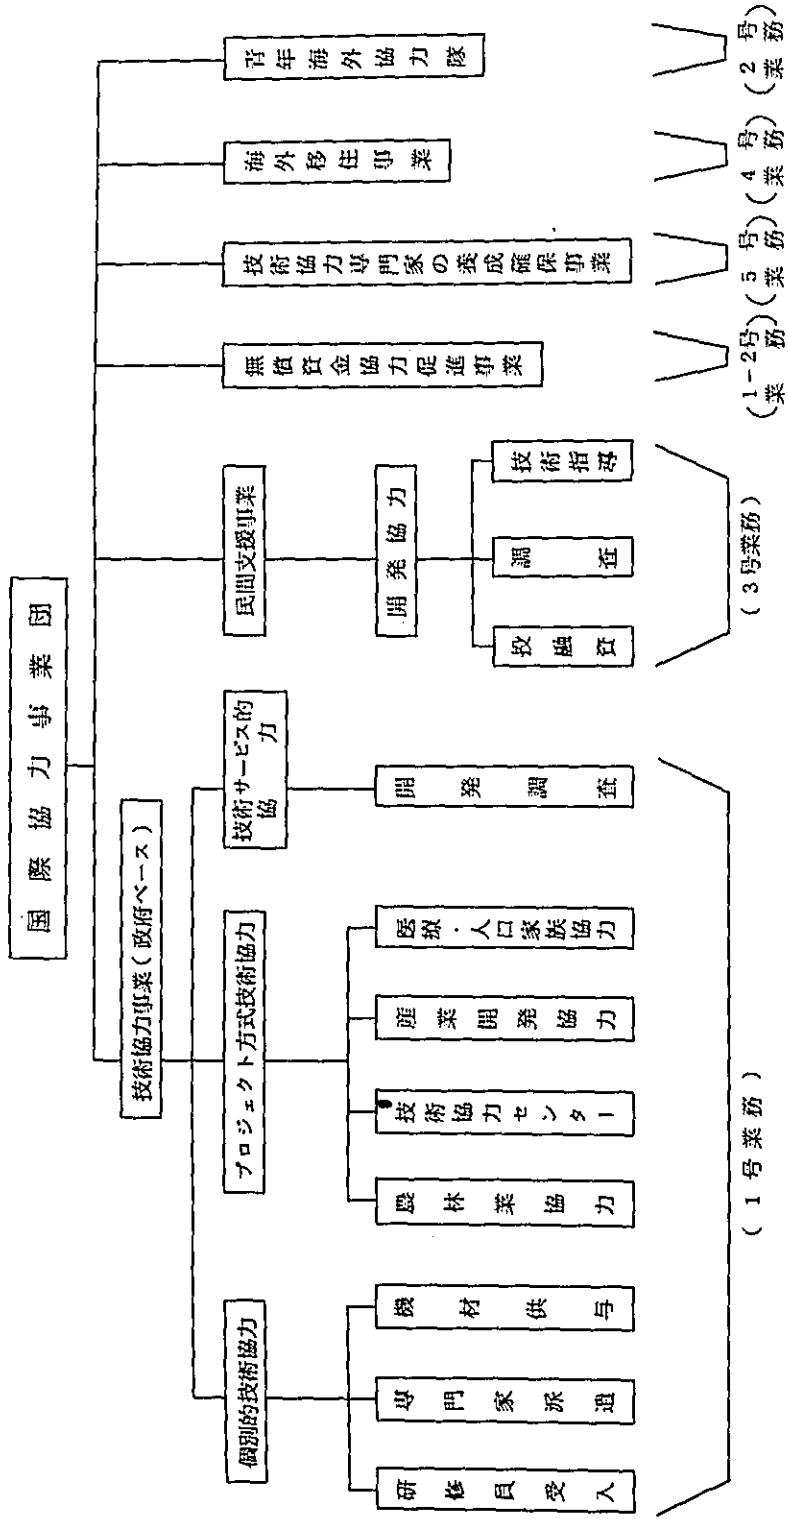 国際協力事業団
技術協力事業(政府ベース)
個別的技術協力
プロジェクト方式技術協力
技術サービス的
協力
民間支援事業
無償資金協力促進事業
技術協力専門家の養成確保事業
海外移住事業
青年海外協力隊
研修員受入
専門家派遣
機材供与
農林業協力
技術協力センター
産業開発協力
医療・人口家族協力
開発調査
開発協力
投融資
調査
技術指導
(1号業務)
(3号業務)
(1-2号業務)
(5号業務)
(4号業務)
(2号業務)